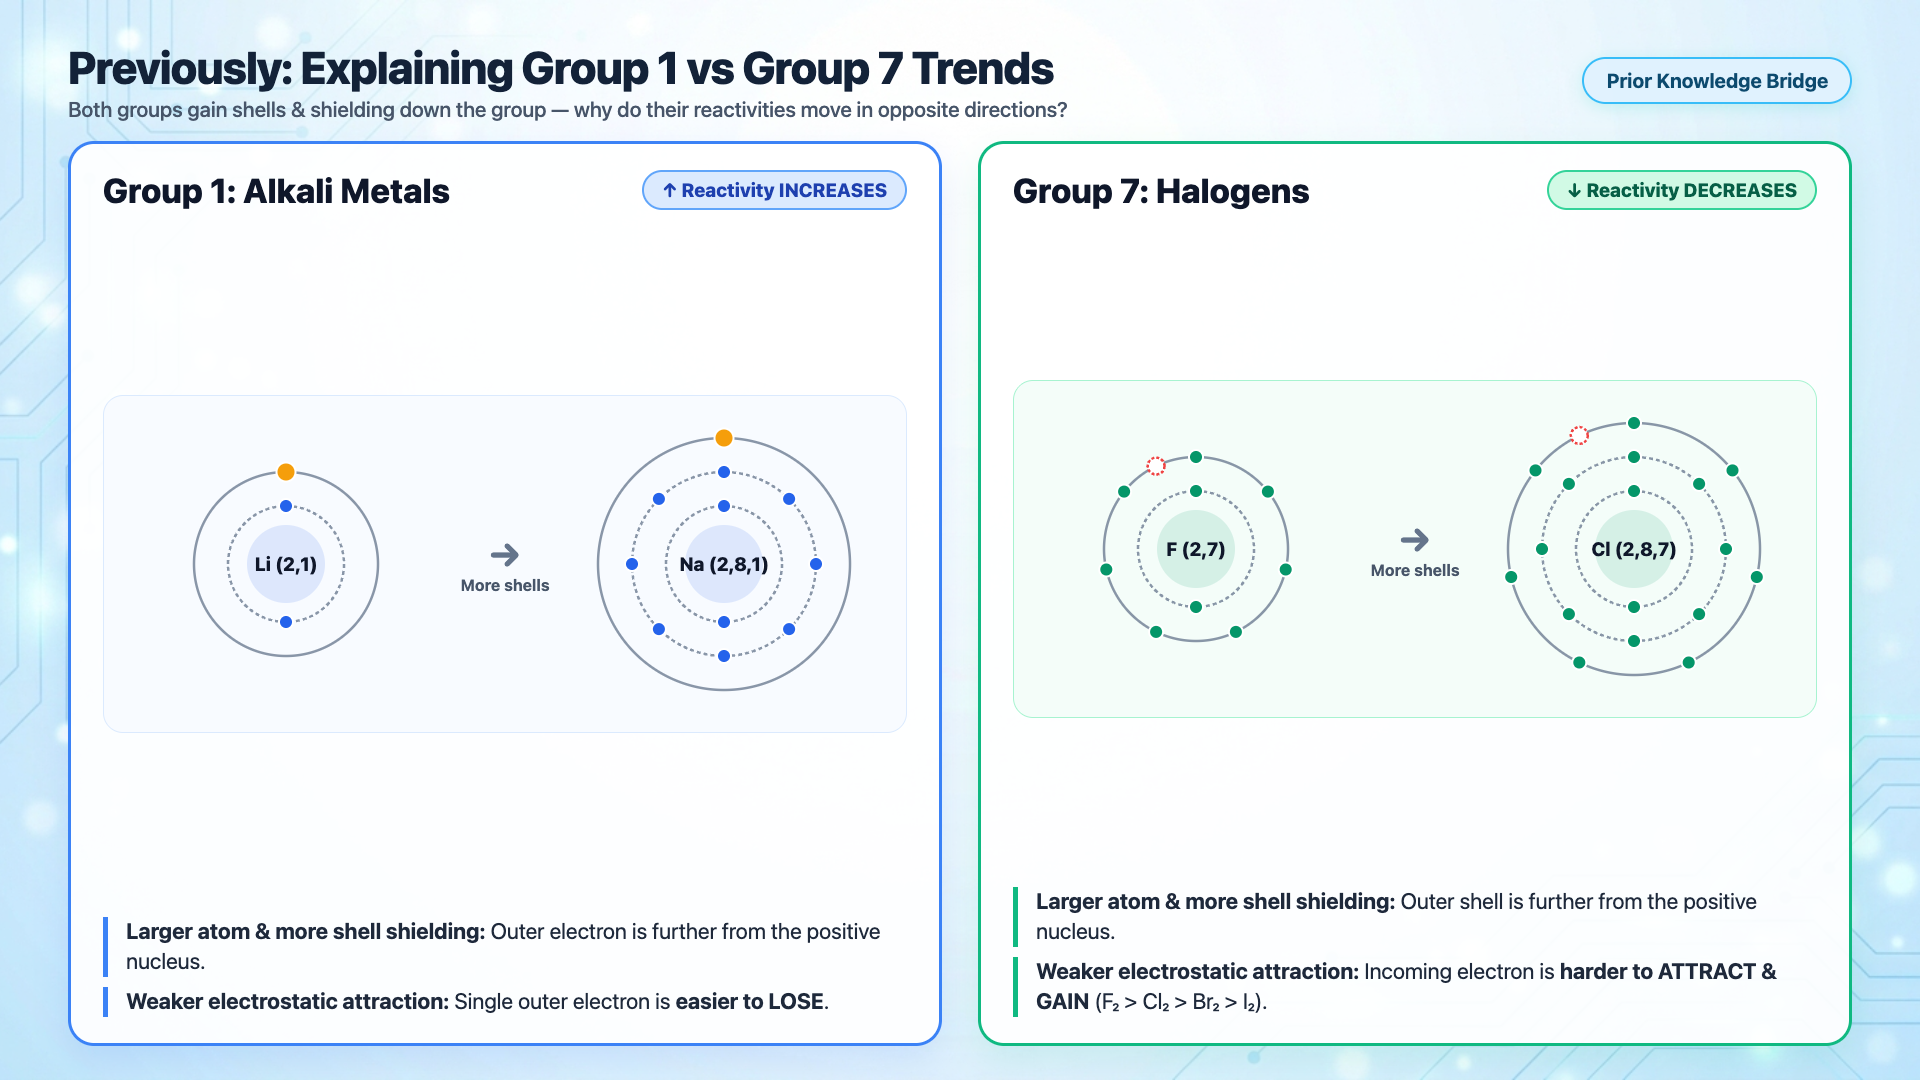 Previously: Explaining Group 1 vs Group 7 Trends
Both groups gain shells & shielding down the group — why do their reactivities move in opposite directions?
Prior Knowledge Bridge
Group 1: Alkali Metals
↑ Reactivity INCREASES
Li (2,1)
→
More shells
Na (2,8,1)
Larger atom & more shell shielding: Outer electron is further from the positive
nucleus.
Weaker electrostatic attraction: Single outer electron is easier to LOSE.
Group 7: Halogens
↓ Reactivity DECREASES
F (2,7)
→
More shells
Cl (2,8,7)
Larger atom & more shell shielding: Outer shell is further from the positive
nucleus.
Weaker electrostatic attraction: Incoming electron is harder to ATTRACT &
GAIN (F₂ > Cl₂ > Br₂ > I₂).